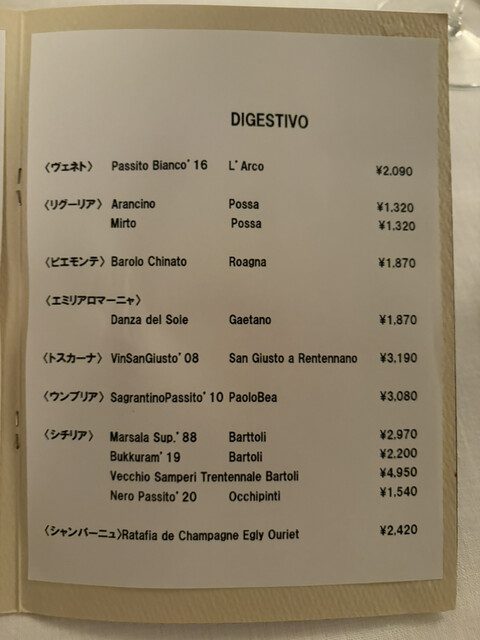 DIGESTIVO
〈ヴェネト〉 Passito Bianco'16 L'Arco ¥2.090
〈リグーリア〉 Arancino Possa ¥1.320
Mirto Possa ¥1.320
〈ピエモンテ〉 Barolo Chinato Roagna ¥1.870
〈エミリアロマーニャ〉
Danza del Sole Gaetano ¥1.870
〈トスカーナ〉 VinSanGiusto'08 San Giusto a Rentennano ¥3.190
〈ウンブリア〉 SagrantinoPassito'10 PaoloBea ¥3.080
〈シチリア〉 Marsala Sup.'88 Barttoli ¥2.970
Bukkuram'19 Bartoli ¥2.200
Vecchio Samperi Trentennale Bartoli ¥4.950
Nero Passito'20 Occhipinti ¥1.540
〈シャンパーニュ〉Ratafia de Champagne Egly Ouriet ¥2.420